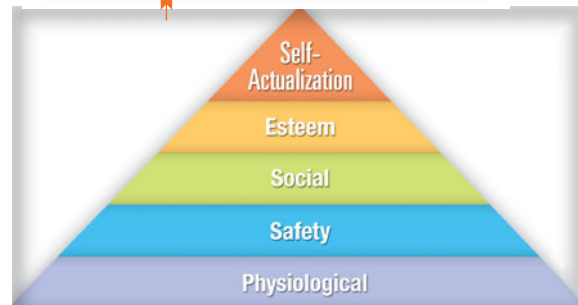 Self-
Actualization
Esteem
Social
Safety
Physiological